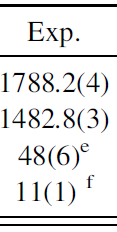 Exp.
1788.2(4)
1482.8(3)
48(6)e
11(1) f